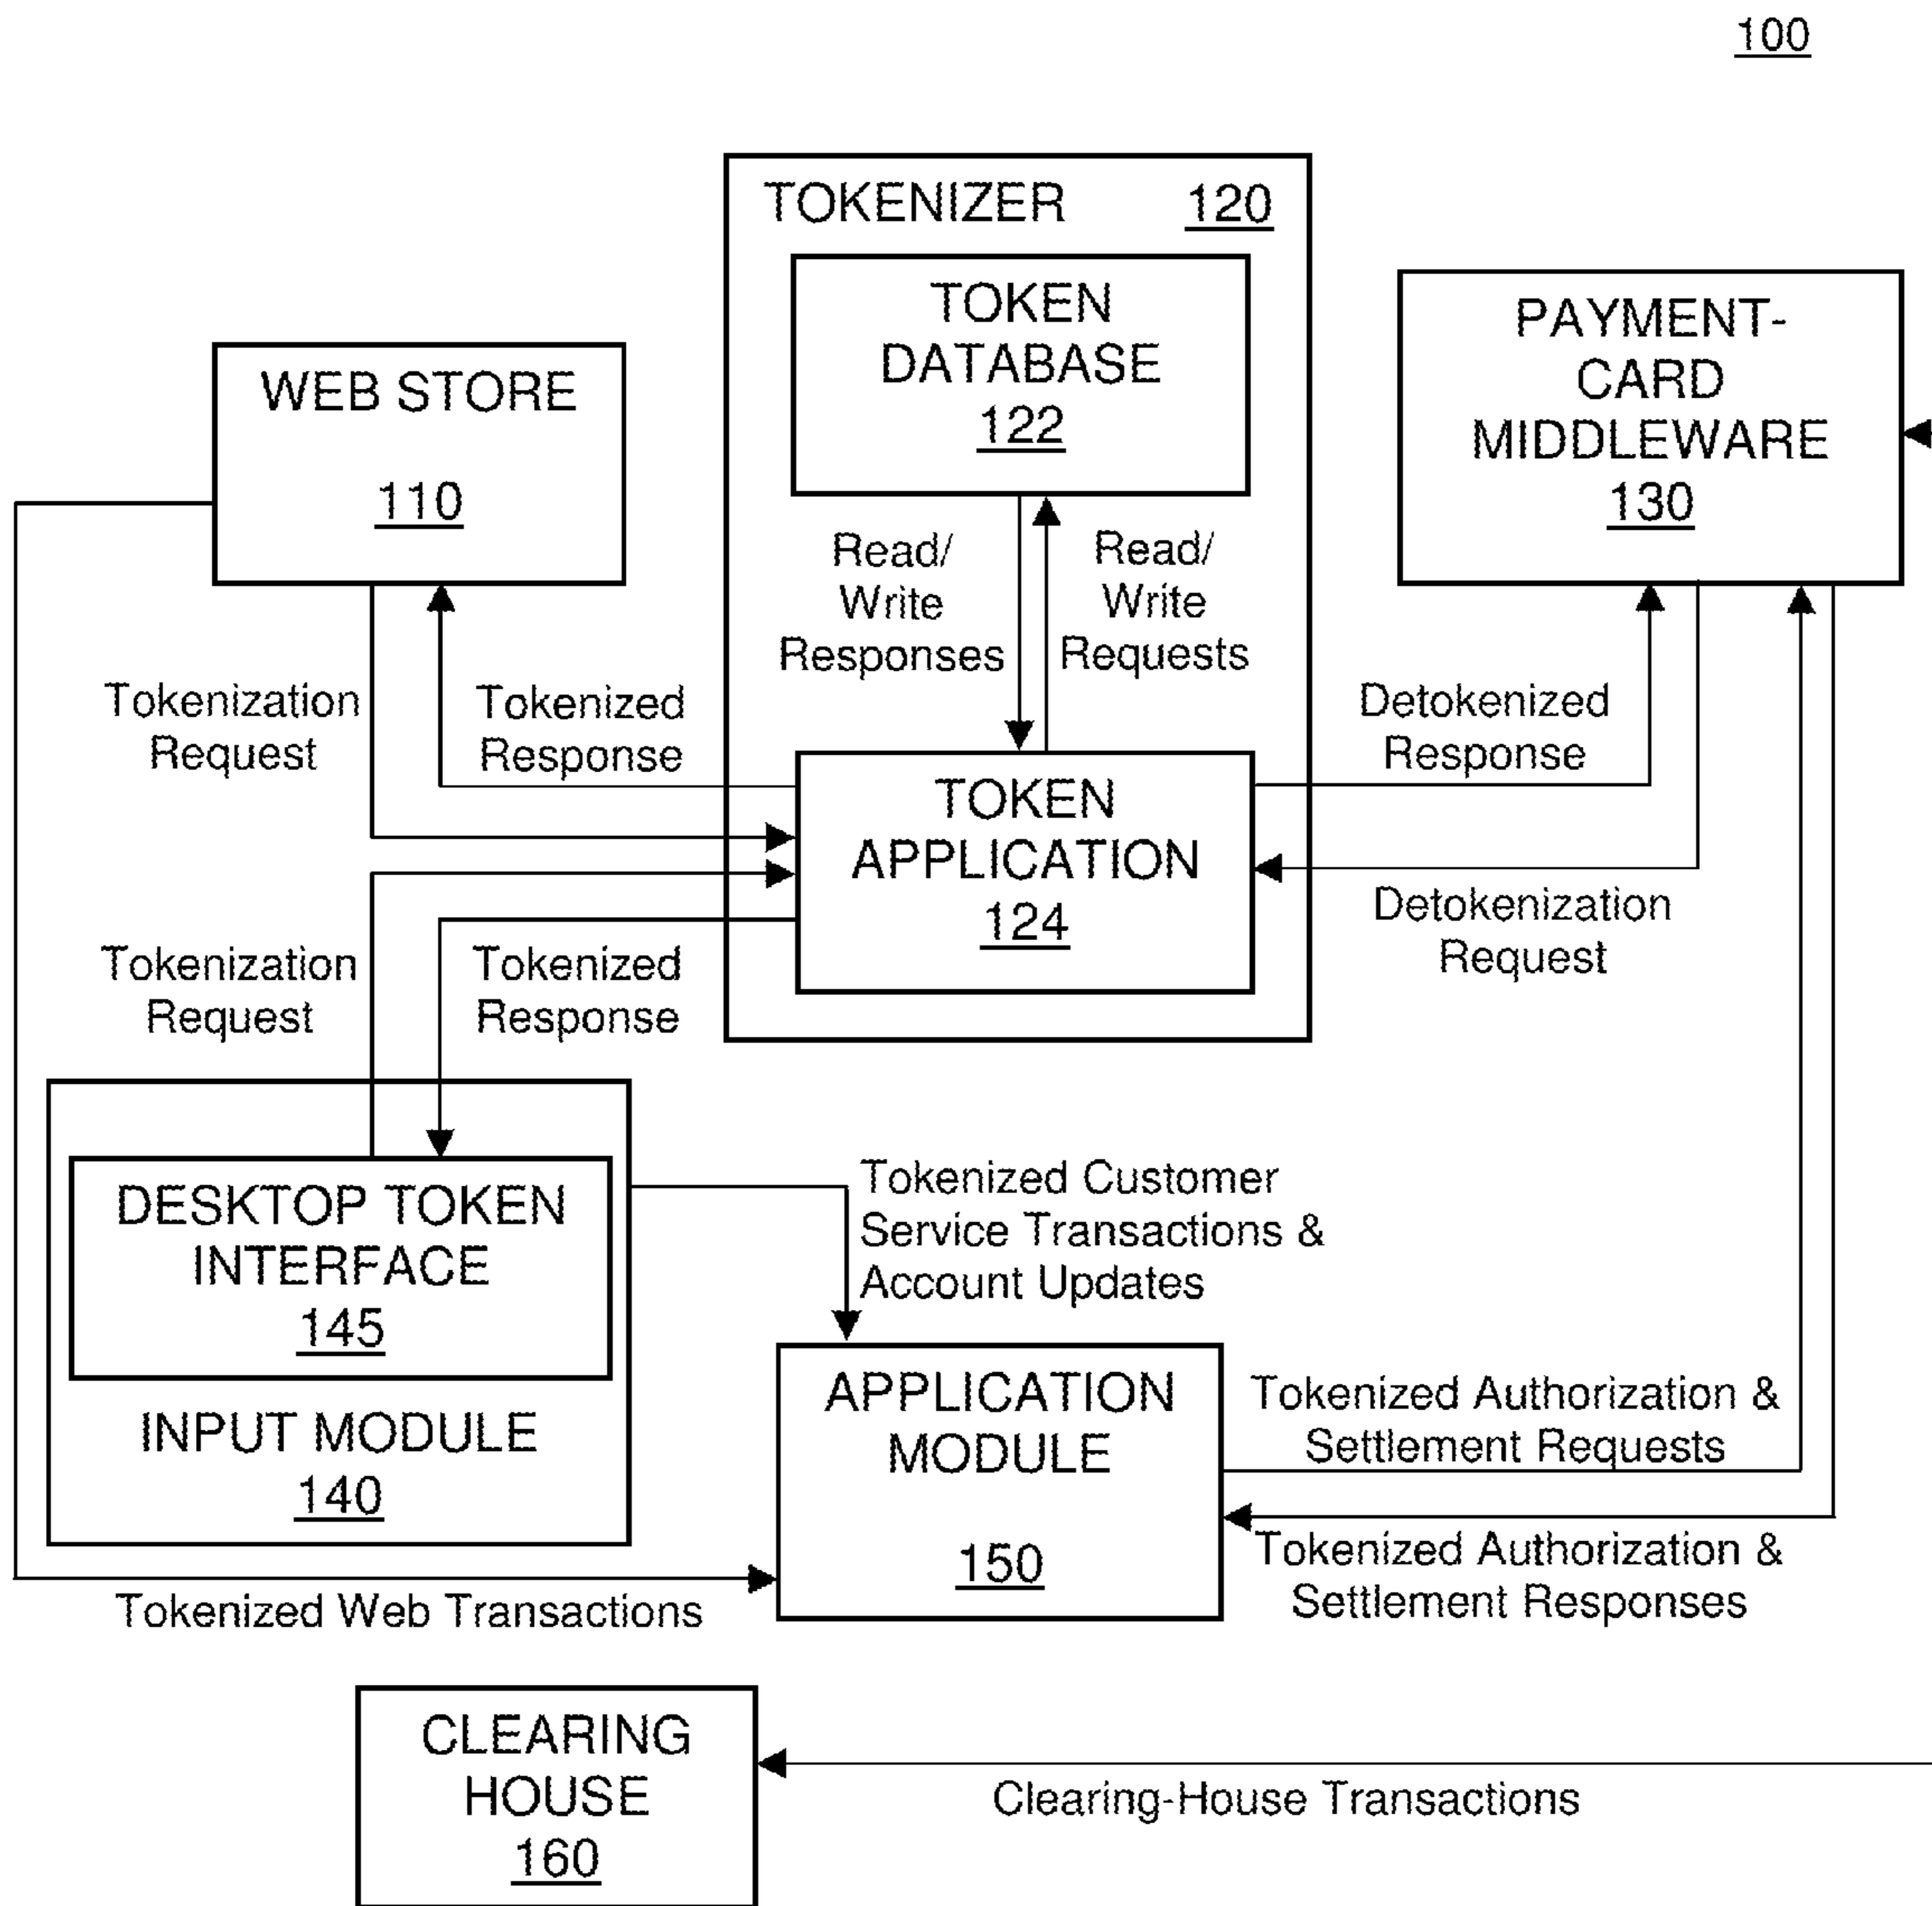 100
TOKENIZER 120
TOKEN
DATABASE
122
PAYMENT-
CARD
MIDDLEWARE
130
WEB STORE
110
Read/
Write
Responses
Read/
Write
Requests
Tokenization
Request
Tokenized
Response
Detokenized
Response
TOKEN
APPLICATION
124
Detokenization
Request
Tokenization
Request
Tokenized
Response
DESKTOP TOKEN
INTERFACE
145
INPUT MODULE
140
Tokenized Customer
Service Transactions &
Account Updates
APPLICATION
MODULE
150
Tokenized Authorization &
Settlement Requests
Tokenized Authorization &
Settlement Responses
Tokenized Web Transactions
CLEARING
HOUSE
160
Clearing-House Transactions